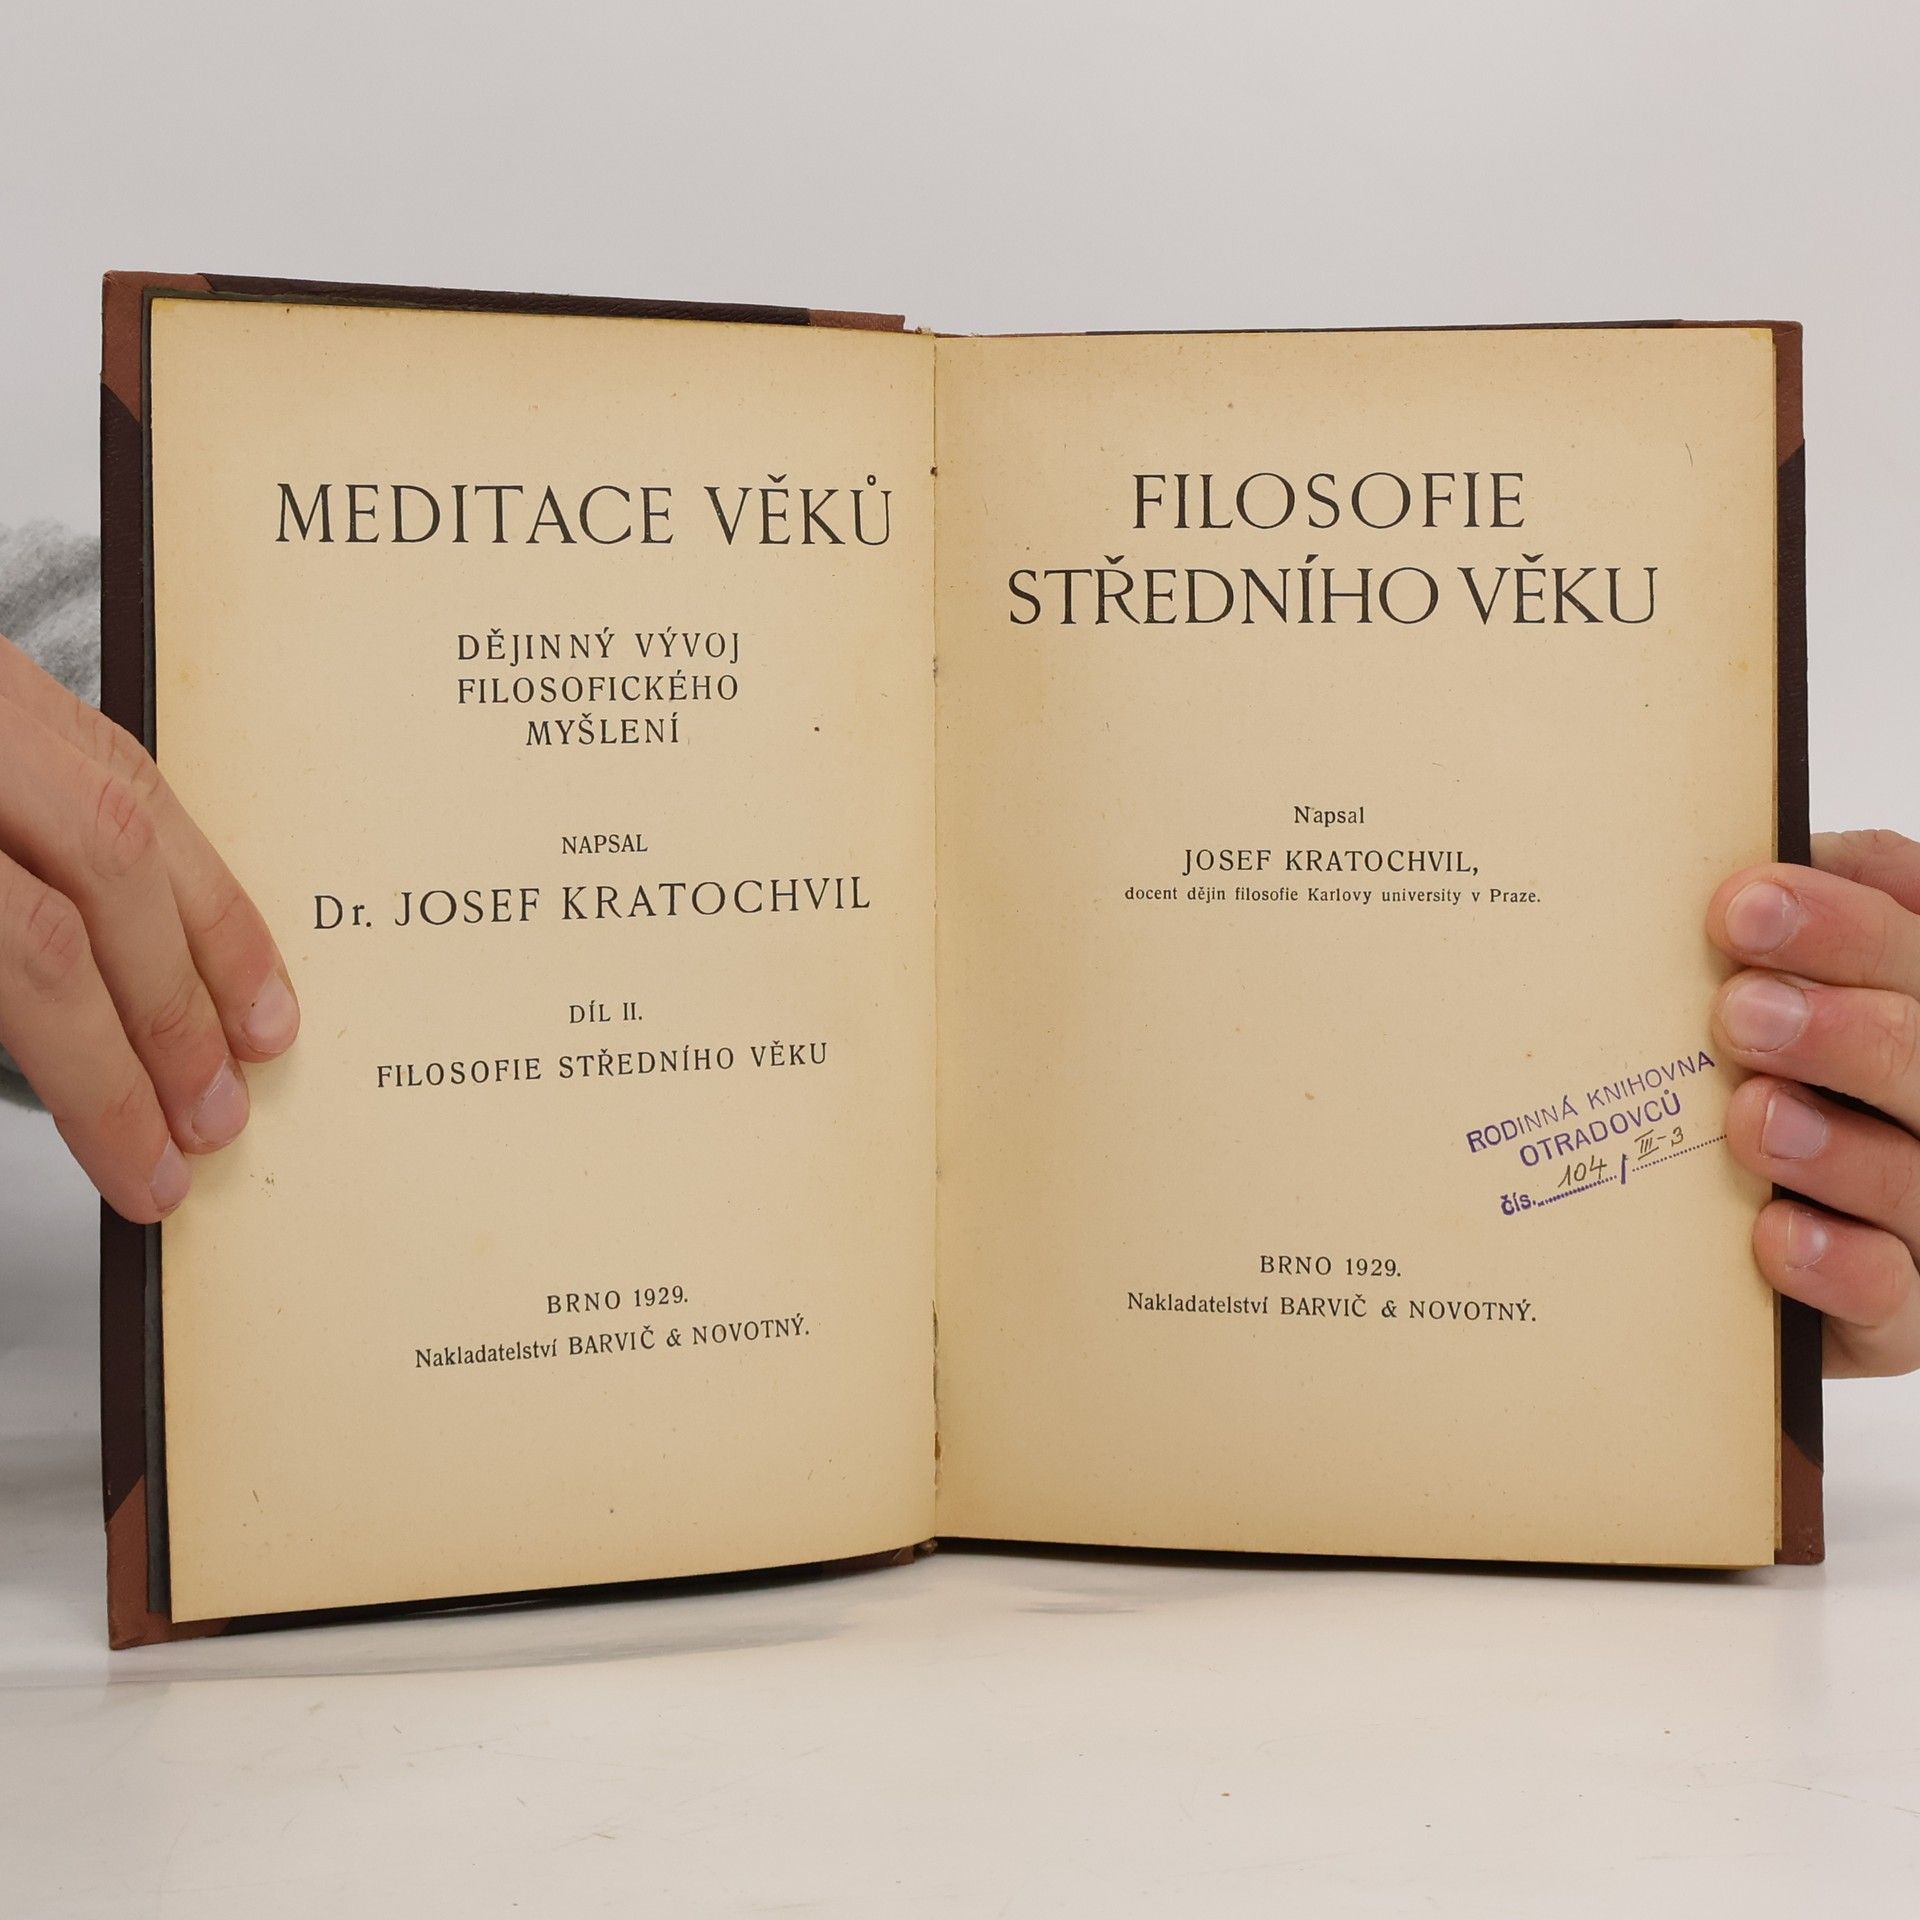 MEDITACE VĚKŮ
DĚJINNÝ VÝVOJ
FILOSOFICKÉHO
MYŠLENÍ
NAPSAL
Dr. JOSEF KRATOCHVIL
DÍL II.
FILOSOFIE STŘEDNÍHO VĚKU
BRNO 1929.
Nakladatelství BARVIČ & NOVOTNÝ.
FILOSOFIE
STŘEDNÍHO VĚKU
Napsal
JOSEF KRATOCHVIL,
docent dějin filosofie Karlovy university v Praze.
RODINNÁ KNIHOVNA
OTRADOVCŮ
čís. 104 / III-3
BRNO 1929.
Nakladatelství BARVIČ & NOVOTNÝ.